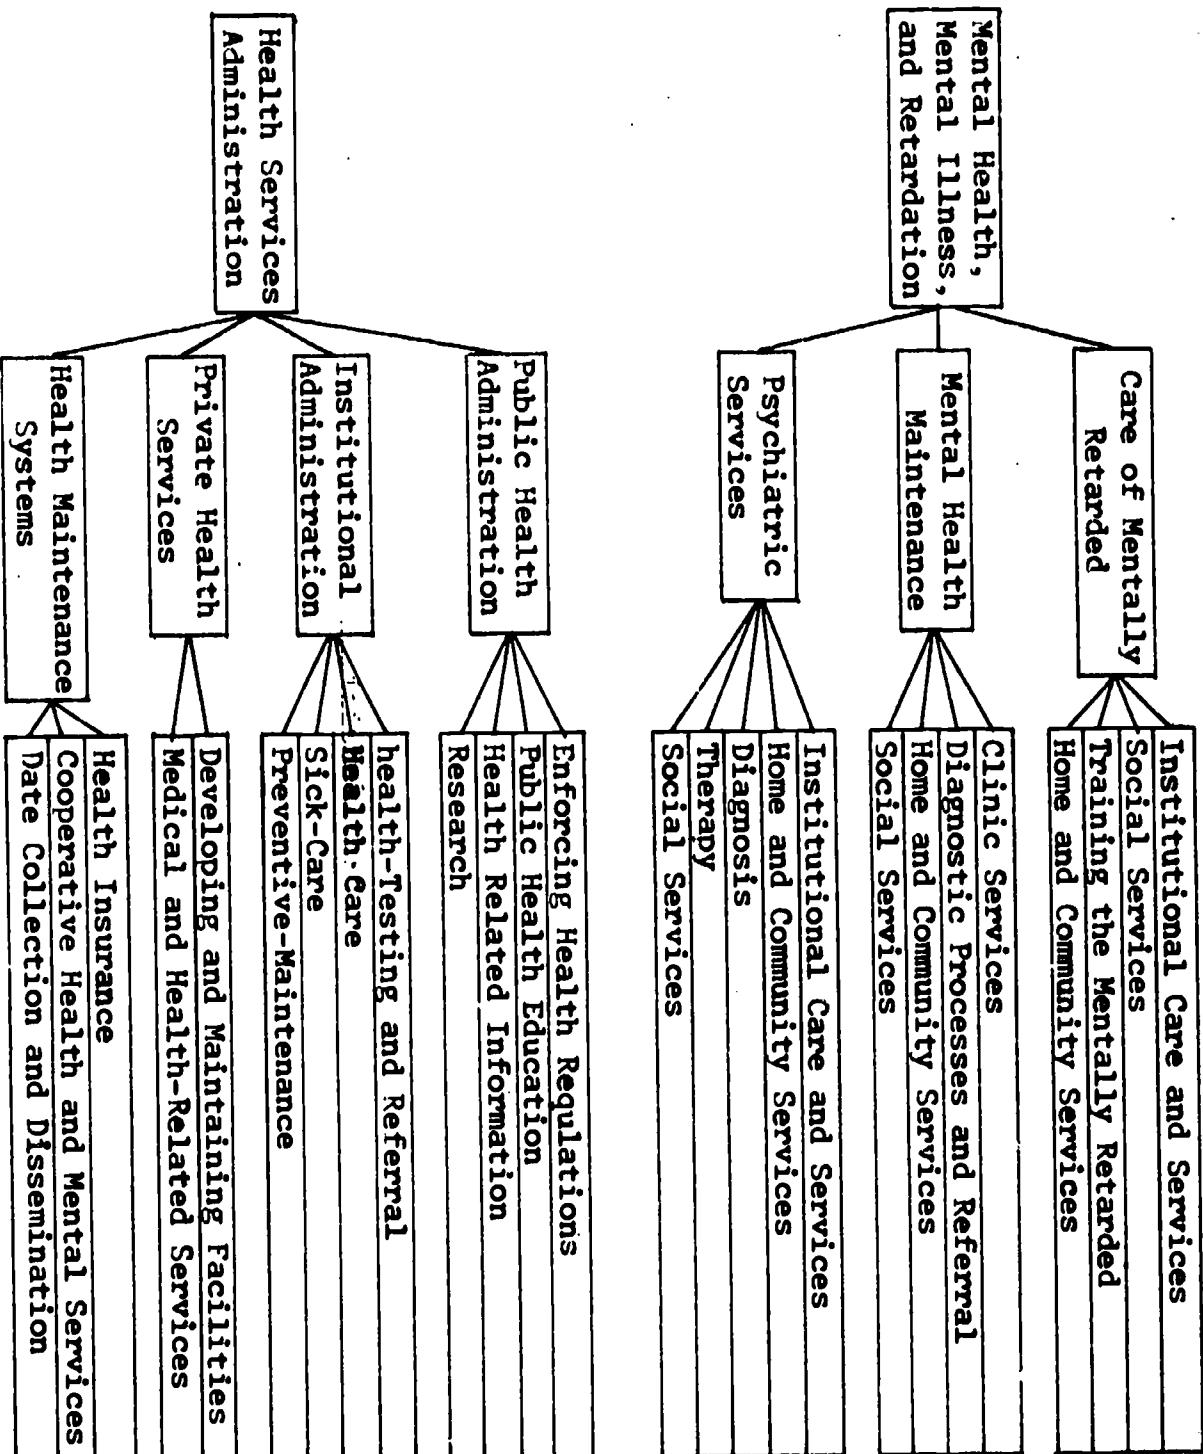 Mental Health,
Mental Illness,
and Retardation
Care of Mentally
Retarded
Institutional Care and Services
Social Services
Training the Mentally Retarded
Home and Community Services
Mental Health
Maintenance
Clinic Services
Diagnostic Processes and Referral
Home and Community Services
Social Services
Psychiatric
Services
Institutional Care and Services
Home and Community Services
Diagnosis
Therapy
Social Services
Health Services
Administration
Public Health
Administration
Enforcing Health Requlations
Public Health Education
Health Related Information
Research
Institutional
Administration
health-Testing and Referral
Health-Care
Sick-Care
Preventive-Maintenance
Private Health
Services
Developing and Maintaining Facilities
Medical and Health-Related Services
Health Maintenance
Systems
Health Insurance
Cooperative Health and Mental Services
Date Collection and Dissemination